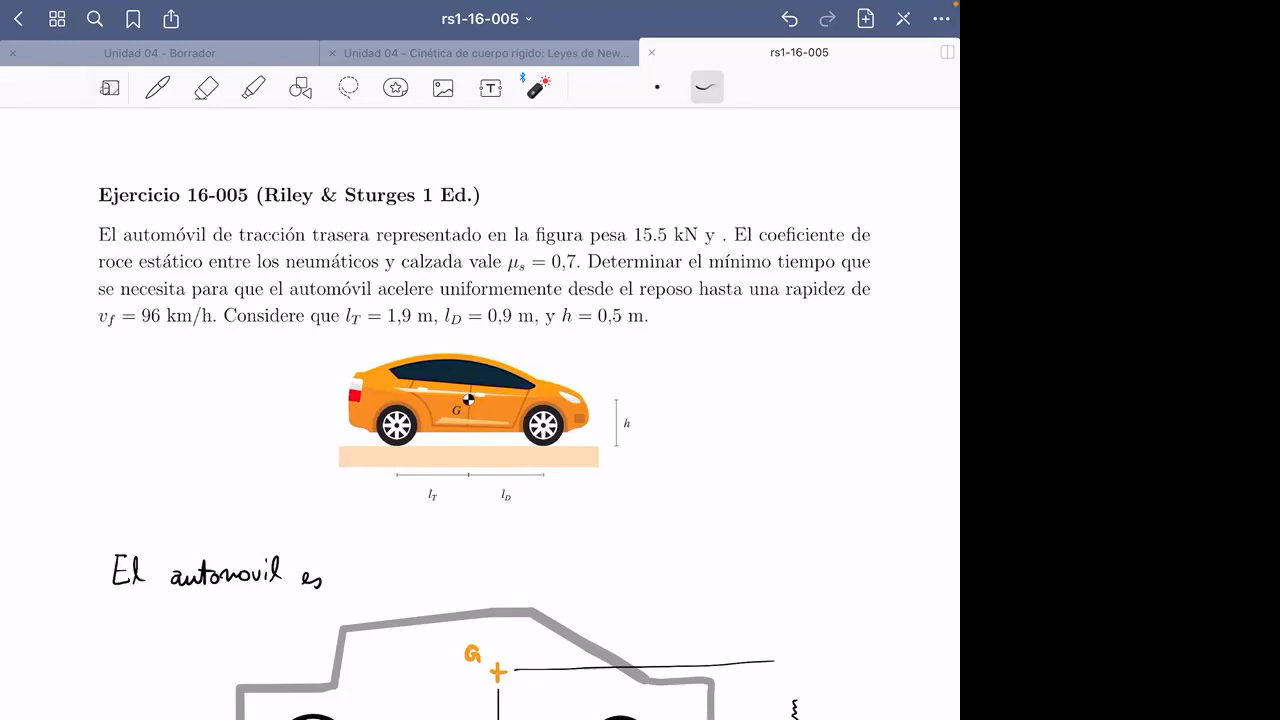 rs1-16-005
Unidad 04 - Borrador
Unidad 04 - Cinética de cuerpo rígido: Leyes de New...
rs1-16-005
T
Ejercicio 16-005 (Riley & Sturges 1 Ed.)
El automóvil de tracción trasera representado en la figura pesa 15.5 kN y . El coeficiente de
roce estático entre los neumáticos y calzada vale μs = 0,7. Determinar el mínimo tiempo que
se necesita para que el automóvil acelere uniformemente desde el reposo hasta una rapidez de
vf = 96 km/h. Considere que lT = 1,9 m, lD = 0,9 m, y h = 0,5 m.
G
h
lT lD
El automovil es
G